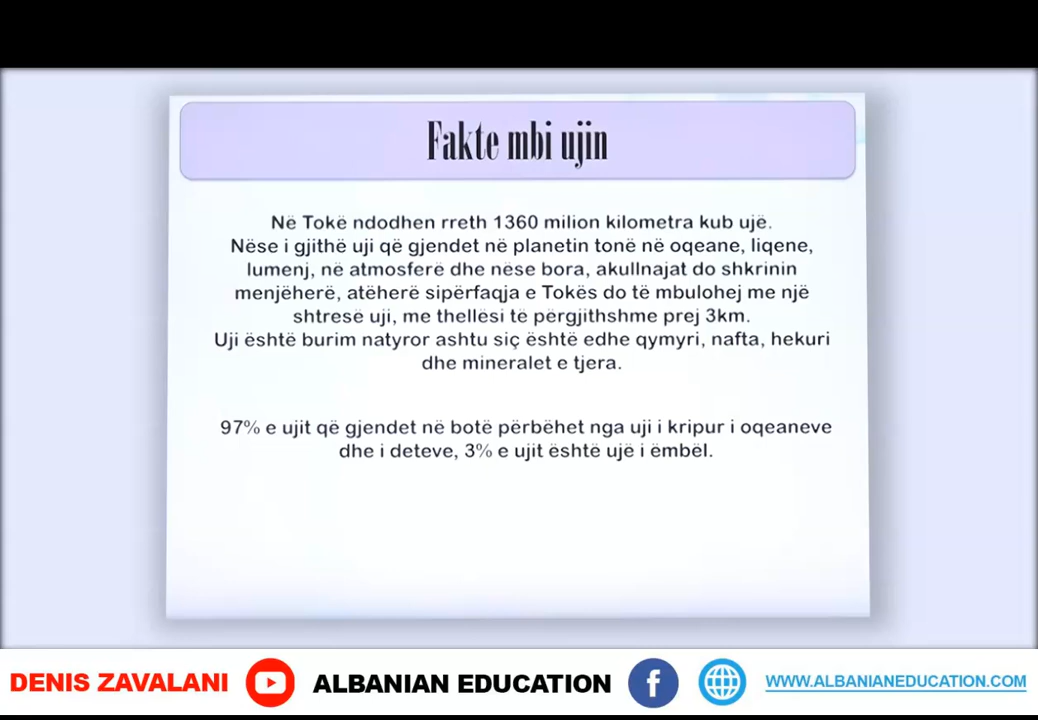 Fakte mbi ujin
Në Tokë ndodhen rreth 1360 milion kilometra kub ujë.
Nëse i gjithë uji që gjendet në planetin tonë në oqeane, liqene,
lumenj, në atmosferë dhe nëse bora, akullnajat do shkrinin
menjëherë, atëherë sipërfaqja e Tokës do të mbulohej me një
shtresë uji, me thellësi të përgjithshme prej 3km.
Uji është burim natyror ashtu siç është edhe qymyri, nafta, hekuri
dhe mineralet e tjera.
97% e ujit që gjendet në botë përbëhet nga uji i kripur i oqeaneve
dhe i deteve, 3% e ujit është ujë i ëmbël.
DENIS ZAVALANI ALBANIAN EDUCATION WWW.ALBANIANEDUCATION.COM